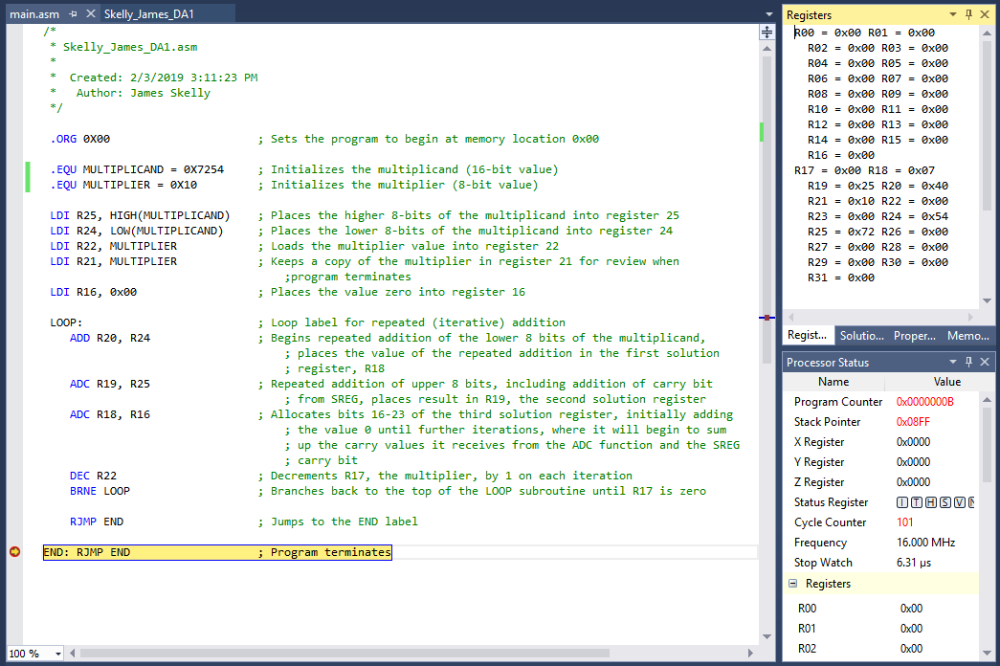 main.asm Skelly_James_DA1
/*
* Skelly_James_DA1.asm
*
* Created: 2/3/2019 3:11:23 PM
* Author: James Skelly
*/
.ORG 0X00 ; Sets the program to begin at memory location 0x00
.EQU MULTIPLICAND = 0X7254 ; Initializes the multiplicand (16-bit value)
.EQU MULTIPLIER = 0X10 ; Initializes the multiplier (8-bit value)
LDI R25, HIGH(MULTIPLICAND) ; Places the higher 8-bits of the multiplicand into register 25
LDI R24, LOW(MULTIPLICAND) ; Places the lower 8-bits of the multiplicand into register 24
LDI R22, MULTIPLIER ; Loads the multiplier value into register 22
LDI R21, MULTIPLIER ; Keeps a copy of the multiplier in register 21 for review when
;program terminates
LDI R16, 0x00 ; Places the value zero into register 16
LOOP: ; Loop label for repeated (iterative) addition
ADD R20, R24 ; Begins repeated addition of the lower 8 bits of the multiplicand,
; places the value of the repeated addition in the first solution
; register, R18
ADC R19, R25 ; Repeated addition of upper 8 bits, including addition of carry bit
; from SREG, places result in R19, the second solution register
ADC R18, R16 ; Allocates bits 16-23 of the third solution register, initially adding
; the value 0 until further iterations, where it will begin to sum
; up the carry values it receives from the ADC function and the SREG
; carry bit
DEC R22 ; Decrements R17, the multiplier, by 1 on each iteration
BRNE LOOP ; Branches back to the top of the LOOP subroutine until R17 is zero
RJMP END ; Jumps to the END label
END: RJMP END ; Program terminates
100 %
Registers
R00 = 0x00 R01 = 0x00
R02 = 0x00 R03 = 0x00
R04 = 0x00 R05 = 0x00
R06 = 0x00 R07 = 0x00
R08 = 0x00 R09 = 0x00
R10 = 0x00 R11 = 0x00
R12 = 0x00 R13 = 0x00
R14 = 0x00 R15 = 0x00
R16 = 0x00
R17 = 0x00 R18 = 0x07
R19 = 0x25 R20 = 0x40
R21 = 0x10 R22 = 0x00
R23 = 0x00 R24 = 0x54
R25 = 0x72 R26 = 0x00
R27 = 0x00 R28 = 0x00
R29 = 0x00 R30 = 0x00
R31 = 0x00
Regist... Solutio... Proper... Memo...
Processor Status
Name Value
Program Counter 0x0000000B
Stack Pointer 0x08FF
X Register 0x0000
Y Register 0x0000
Z Register 0x0000
Status Register I T H S V N
Cycle Counter 101
Frequency 16.000 MHz
Stop Watch 6.31 µs
Registers
R00 0x00
R01 0x00
R02 0x00